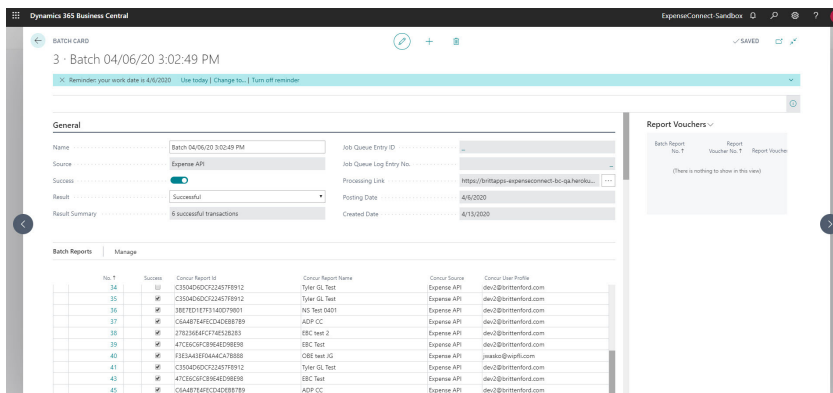 Dynamics 365 Business Central
ExpenseConnect-Sandbox
?
BATCH CARD
SAVED
3 · Batch 04/06/20 3:02:49 PM
Reminder: your work date is 4/6/2020 Use today | Change to... | Turn off reminder
General
Name Batch 04/06/20 3:02:49 PM
Source Expense API
Success
Result Successful
Result Summary 6 successful transactions
Job Queue Entry ID
Job Queue Log Entry No.
Processing Link https://brittapps-expenseconnect-bc-qa.heroku... ...
Posting Date 4/6/2020
Created Date 4/13/2020
Report Vouchers
Batch Report No. ↑ Report Voucher No. ↑ Report Voucher
(There is nothing to show in this view)
Batch Reports Manage
No. ↑ Success Concur Report Id Concur Report Name Concur Source Concur User Profile
34 C3504D6DCF22457F8912 Tyler GL Test Expense API dev2@brittenford.com
35 C3504D6DCF22457F8912 Tyler GL Test Expense API dev2@brittenford.com
36 3BE7ED1E7F3140D79801 NS Test 0401 Expense API dev2@brittenford.com
37 C6A4B7E4FECD4DEBB7B9 ADP CC Expense API dev2@brittenford.com
38 278236E4FCF74E52B283 EBC test 2 Expense API dev2@brittenford.com
39 47CE6C6FCB9E4ED98E98 EBC Test Expense API dev2@brittenford.com
40 F3E3A43EF04A4CA7B888 OBE test JG Expense API jwasko@wipfli.com
41 C3504D6DCF22457F8912 Tyler GL Test Expense API dev2@brittenford.com
43 47CE6C6FCB9E4ED98E98 EBC Test Expense API dev2@brittenford.com
45 C6A4B7E4FECD4DEBB7B9 ADP CC Expense API dev2@brittenford.com